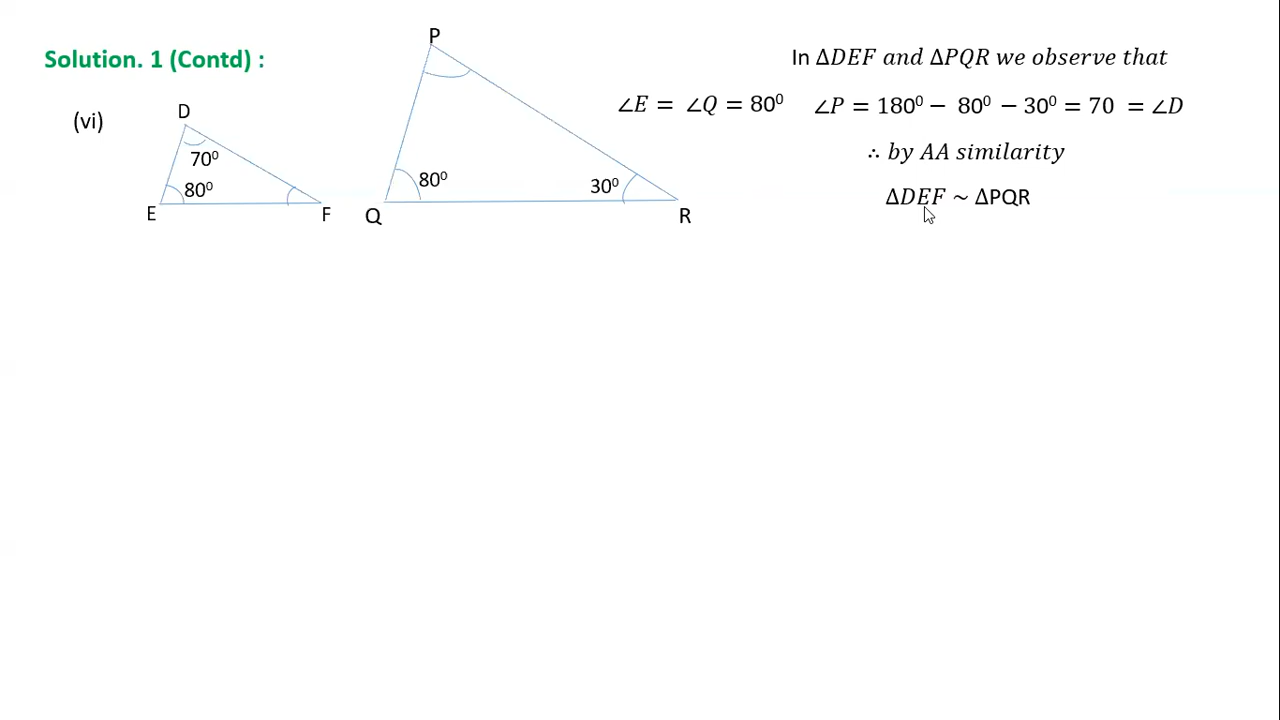 Solution. 1 (Contd) :
(vi)
D
70⁰
80⁰
E
F
P
80⁰
30⁰
Q
R
In ΔDEF and ΔPQR we observe that
∠E = ∠Q = 80⁰ ∠P = 180⁰ − 80⁰ − 30⁰ = 70 = ∠D
∴ by AA similarity
ΔDEF ~ ΔPQR